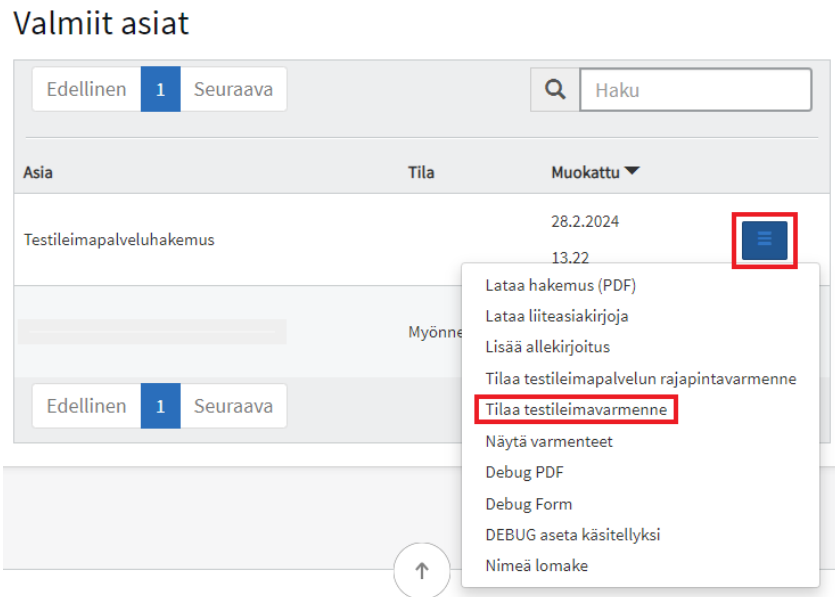 Valmiit asiat
Edellinen 1 Seuraava
Haku
Asia Tila Muokattu
Testileimapalveluhakemus
28.2.2024
13.22
Lataa hakemus (PDF)
Lataa liiteasiakirjoja
Lisää allekirjoitus
Tilaa testileimapalvelun rajapintavarmenne
Tilaa testileimavarmenne
Näytä varmenteet
Debug PDF
Debug Form
DEBUG aseta käsitellyksi
Nimeä lomake
Edellinen 1 Seuraava